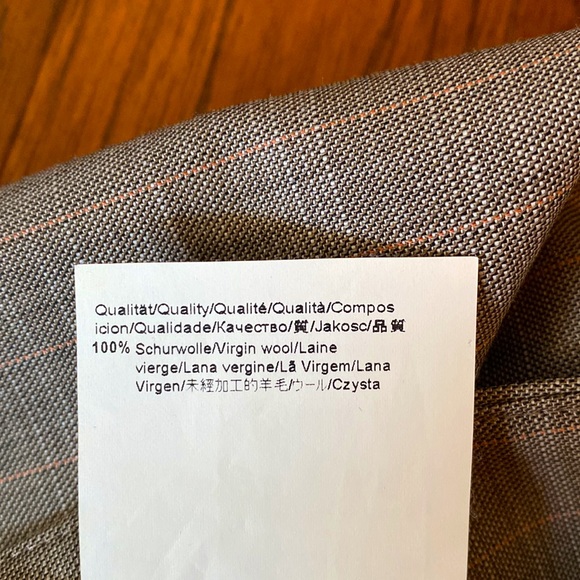 Qualität/Quality/Qualité/Qualità/Compos
icion/Qualidade/Качество/質/Jakosc/品質
100% Schurwolle/Virgin wool/Laine
vierge/Lana vergine/Lã Virgem/Lana
Virgen/未經加工的羊毛/ウール/Czysta